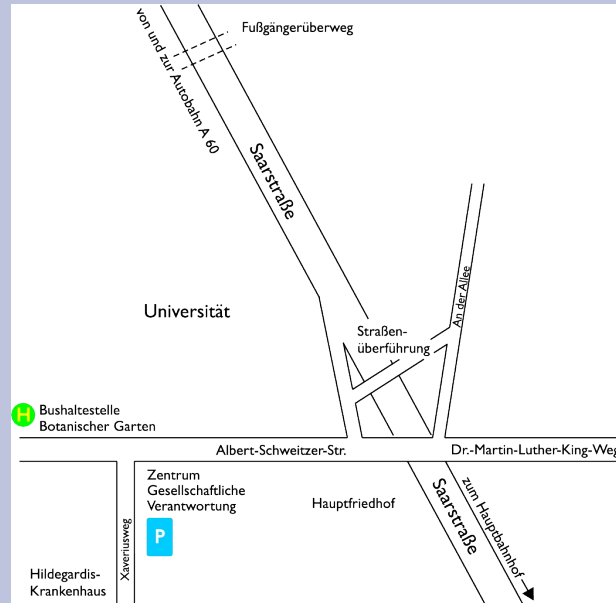 Fußgängerüberweg
von und zur Autobahn A 60
Saarstraße
An der Allee
Universität
Straßen-
überführung
H
Bushaltestelle
Botanischer Garten
Albert-Schweitzer-Str.
Dr.-Martin-Luther-King-Weg
Zentrum
Gesellschaftliche
Verantwortung
P
Hauptfriedhof
Saarstraße
zum Hauptbahnhof
Xaveriusweg
Hildegardis-
Krankenhaus